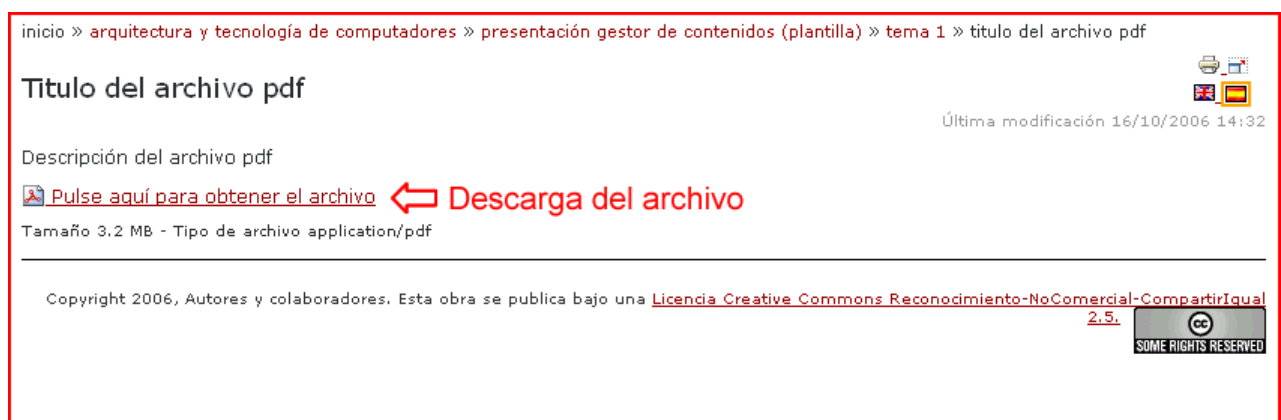 inicio » arquitectura y tecnología de computadores » presentación gestor de contenidos (plantilla) » tema 1 » titulo del archivo pdf
Titulo del archivo pdf
Última modificación 16/10/2006 14:32
Descripción del archivo pdf
Pulse aquí para obtener el archivo Descarga del archivo
Tamaño 3.2 MB - Tipo de archivo application/pdf
Copyright 2006, Autores y colaboradores. Esta obra se publica bajo una Licencia Creative Commons Reconocimiento-NoComercial-CompartirIgual
2.5.
cc
SOME RIGHTS RESERVED